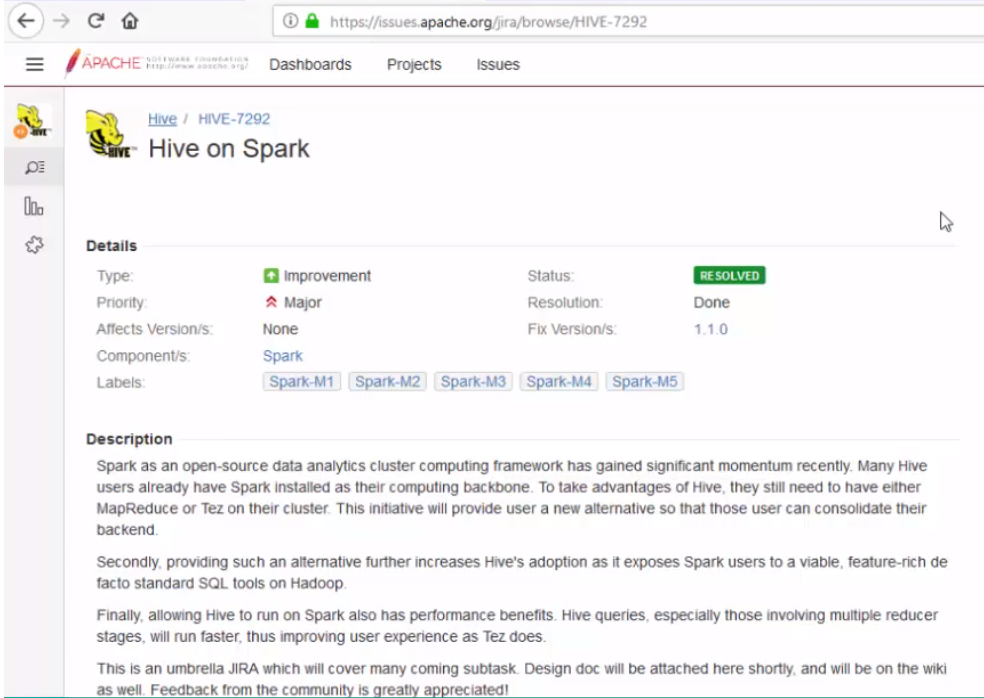 https://issues.apache.org/jira/browse/HIVE-7292
APACHE SOFTWARE FOUNDATION
http://www.apache.org/
Dashboards Projects Issues
HIVE
Hive / HIVE-7292
HIVE™ Hive on Spark
Details
Type: Improvement Status: RESOLVED
Priority: Major Resolution: Done
Affects Version/s: None Fix Version/s: 1.1.0
Component/s: Spark
Labels: Spark-M1 Spark-M2 Spark-M3 Spark-M4 Spark-M5
Description
Spark as an open-source data analytics cluster computing framework has gained significant momentum recently. Many Hive
users already have Spark installed as their computing backbone. To take advantages of Hive, they still need to have either
MapReduce or Tez on their cluster. This initiative will provide user a new alternative so that those user can consolidate their
backend.
Secondly, providing such an alternative further increases Hive's adoption as it exposes Spark users to a viable, feature-rich de
facto standard SQL tools on Hadoop.
Finally, allowing Hive to run on Spark also has performance benefits. Hive queries, especially those involving multiple reducer
stages, will run faster, thus improving user experience as Tez does.
This is an umbrella JIRA which will cover many coming subtask. Design doc will be attached here shortly, and will be on the wiki
as well. Feedback from the community is greatly appreciated!